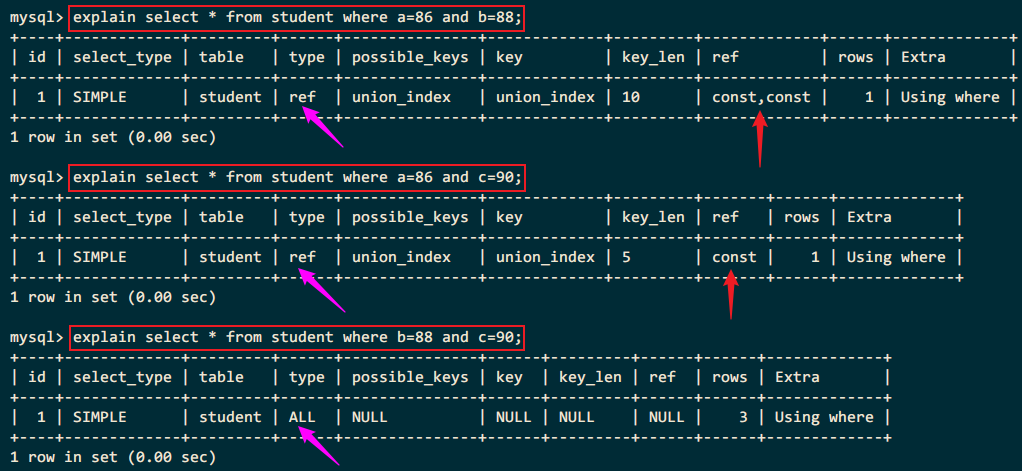 mysql> explain select * from student where a=86 and b=88;
+----+-------------+---------+------+---------------+-------------+---------+-------------+------+-------------+
| id | select_type | table   | type | possible_keys | key         | key_len | ref         | rows | Extra       |
+----+-------------+---------+------+---------------+-------------+---------+-------------+------+-------------+
|  1 | SIMPLE      | student | ref  | union_index   | union_index | 10      | const,const |    1 | Using where |
+----+-------------+---------+------+---------------+-------------+---------+-------------+------+-------------+
1 row in set (0.00 sec)
mysql> explain select * from student where a=86 and c=90;
+----+-------------+---------+------+---------------+-------------+---------+-------+------+-------------+
| id | select_type | table   | type | possible_keys | key         | key_len | ref   | rows | Extra       |
+----+-------------+---------+------+---------------+-------------+---------+-------+------+-------------+
|  1 | SIMPLE      | student | ref  | union_index   | union_index | 5       | const |    1 | Using where |
+----+-------------+---------+------+---------------+-------------+---------+-------+------+-------------+
1 row in set (0.00 sec)
mysql> explain select * from student where b=88 and c=90;
+----+-------------+---------+------+---------------+------+---------+------+------+-------------+
| id | select_type | table   | type | possible_keys | key  | key_len | ref  | rows | Extra       |
+----+-------------+---------+------+---------------+------+---------+------+------+-------------+
|  1 | SIMPLE      | student | ALL  | NULL          | NULL | NULL    | NULL |    3 | Using where |
+----+-------------+---------+------+---------------+------+---------+------+------+-------------+
1 row in set (0.00 sec)